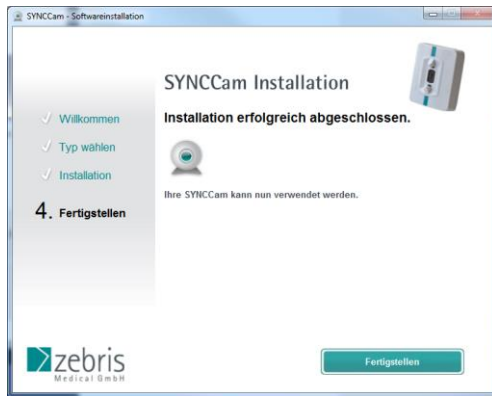 SYNCCam - Softwareinstallation
SYNCCam Installation
Installation erfolgreich abgeschlossen.
Willkommen
Typ wählen
Installation
4. Fertigstellen
Ihre SYNCCam kann nun verwendet werden.
zebris
Medical GmbH
Fertigstellen